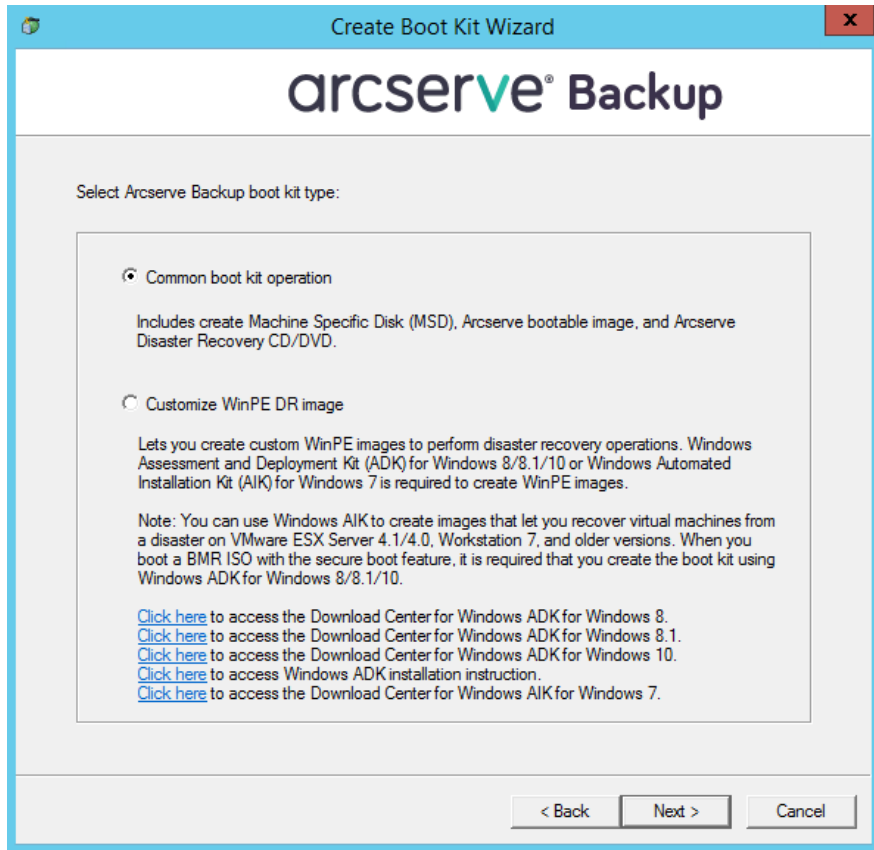 Create Boot Kit Wizard
x
arcserve® Backup
Select Arcserve Backup boot kit type:
Common boot kit operation
Includes create Machine Specific Disk (MSD), Arcserve bootable image, and Arcserve
Disaster Recovery CD/DVD.
Customize WinPE DR image
Lets you create custom WinPE images to perform disaster recovery operations. Windows
Assessment and Deployment Kit (ADK) for Windows 8/8.1/10 or Windows Automated
Installation Kit (AIK) for Windows 7 is required to create WinPE images.
Note: You can use Windows AIK to create images that let you recover virtual machines from
a disaster on VMware ESX Server 4.1/4.0, Workstation 7, and older versions. When you
boot a BMR ISO with the secure boot feature, it is required that you create the boot kit using
Windows ADK for Windows 8/8.1/10.
Click here to access the Download Center for Windows ADK for Windows 8.
Click here to access the Download Center for Windows ADK for Windows 8.1.
Click here to access the Download Center for Windows ADK for Windows 10.
Click here to access Windows ADK installation instruction.
Click here to access the Download Center for Windows AIK for Windows 7.
< Back Next > Cancel